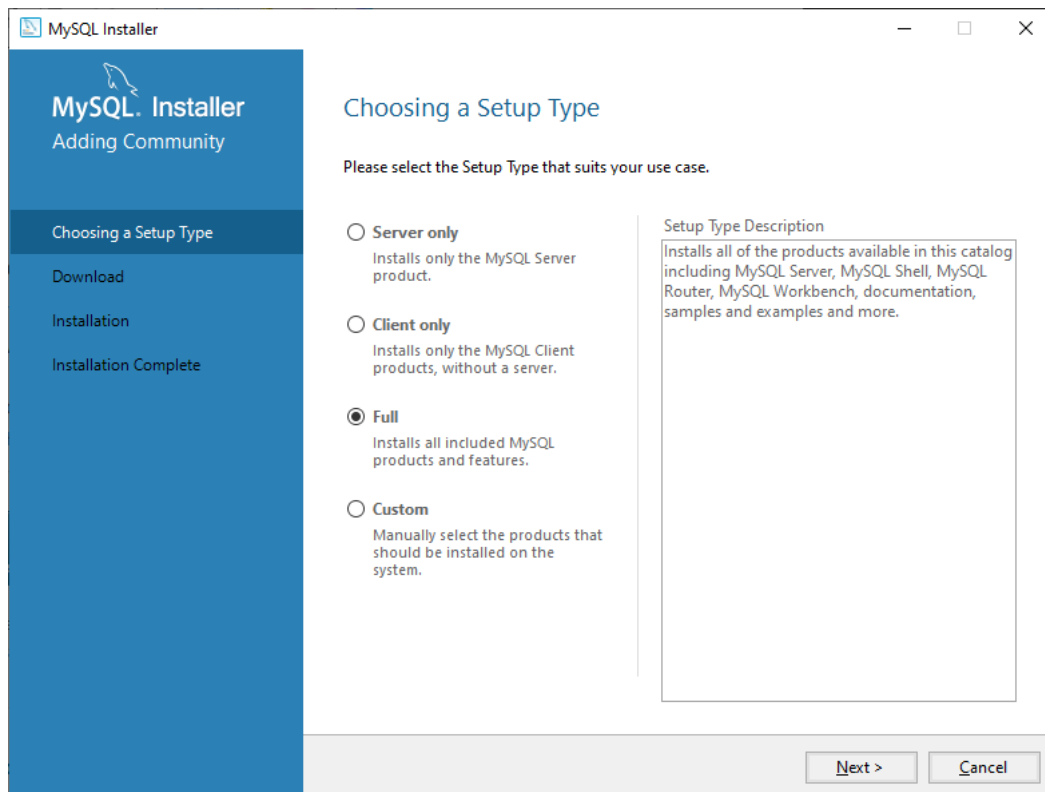 MySQL Installer
MySQL. Installer
Adding Community
Choosing a Setup Type
Download
Installation
Installation Complete
Choosing a Setup Type
Please select the Setup Type that suits your use case.
Server only
Installs only the MySQL Server
product.
Client only
Installs only the MySQL Client
products, without a server.
Full
Installs all included MySQL
products and features.
Custom
Manually select the products that
should be installed on the
system.
Setup Type Description
Installs all of the products available in this catalog
including MySQL Server, MySQL Shell, MySQL
Router, MySQL Workbench, documentation,
samples and examples and more.
Next >
Cancel